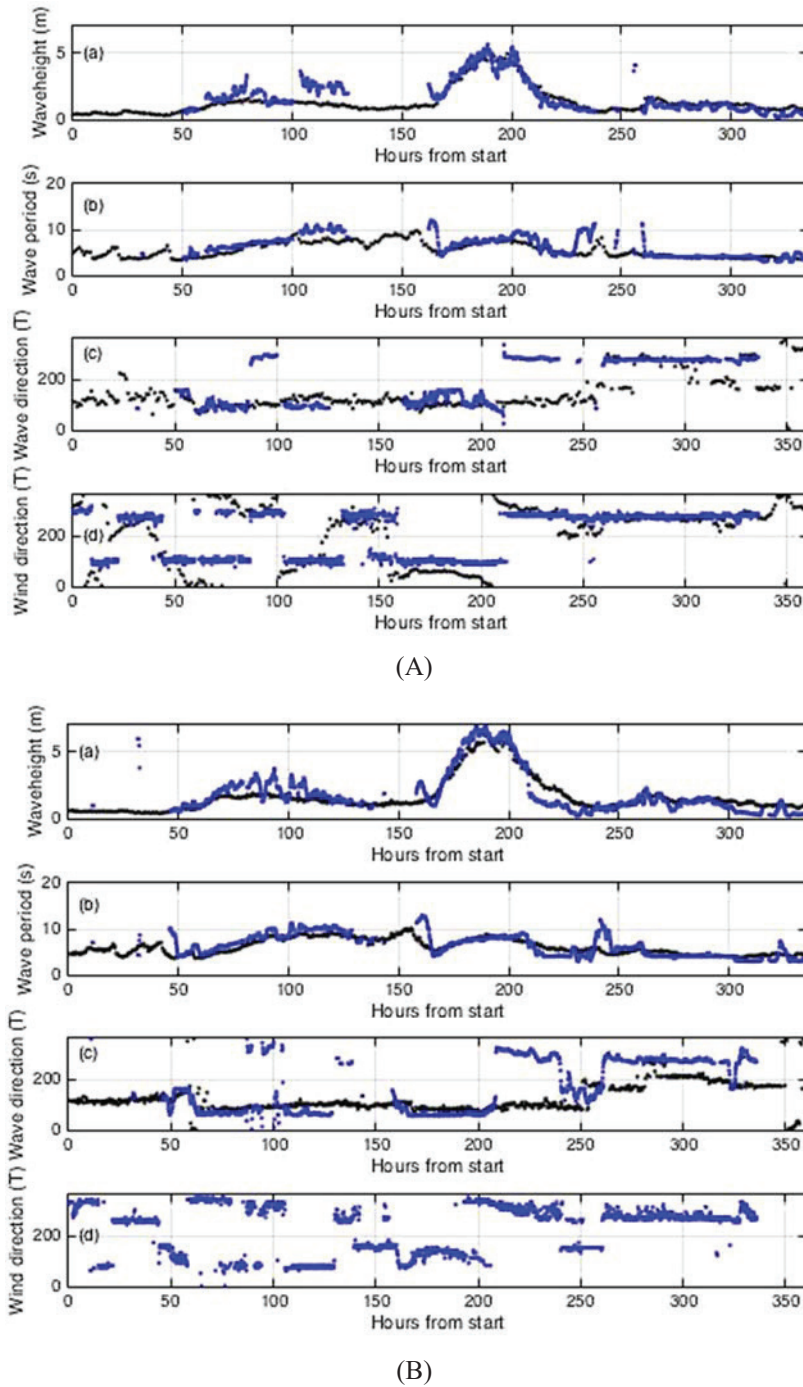 Waveheight (m)
5
0
(a)
0 50 100 150 200 250 300
Hours from start
Wave period (s)
20
10
0
(b)
0 50 100 150 200 250 300
Hours from start
Wave direction (T)
200
0
(c)
0 50 100 150 200 250 300 350
Hours from start
Wind direction (T)
200
0
(d)
0 50 100 150 200 250 300 350
Hours from start
(A)
Waveheight (m)
5
0
(a)
0 50 100 150 200 250 300
Hours from start
Wave period (s)
20
10
0
(b)
0 50 100 150 200 250 300
Hours from start
Wave direction (T)
200
0
(c)
0 50 100 150 200 250 300 350
Hours from start
Wind direction (T)
200
0
(d)
0 50 100 150 200 250 300 350
Hours from start
(B)